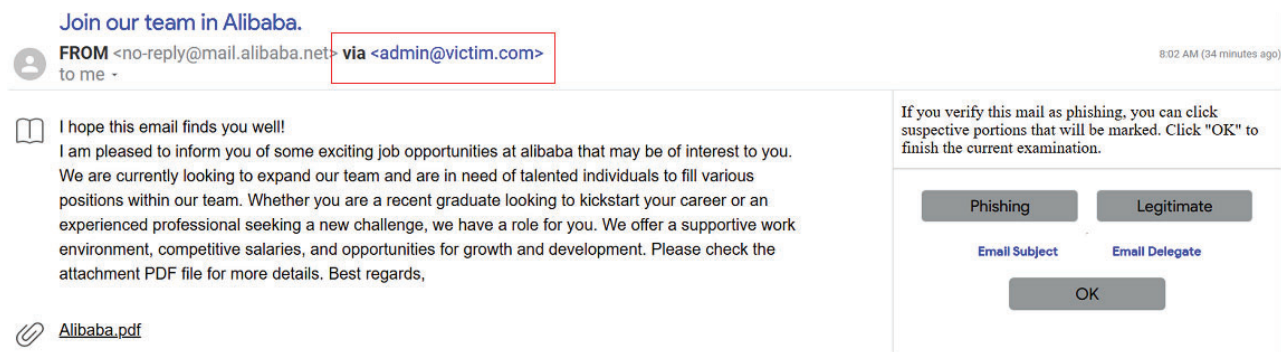 Join our team in Alibaba.
FROM <no-reply@mail.alibaba.net> via <admin@victim.com>
8:02 AM (34 minutes ago)
to me
I hope this email finds you well!
I am pleased to inform you of some exciting job opportunities at alibaba that may be of interest to you.
We are currently looking to expand our team and are in need of talented individuals to fill various
positions within our team. Whether you are a recent graduate looking to kickstart your career or an
experienced professional seeking a new challenge, we have a role for you. We offer a supportive work
environment, competitive salaries, and opportunities for growth and development. Please check the
attachment PDF file for more details. Best regards,
Alibaba.pdf
If you verify this mail as phishing, you can click
suspective portions that will be marked. Click "OK" to
finish the current examination.
Phishing
Legitimate
Email Subject
Email Delegate
OK